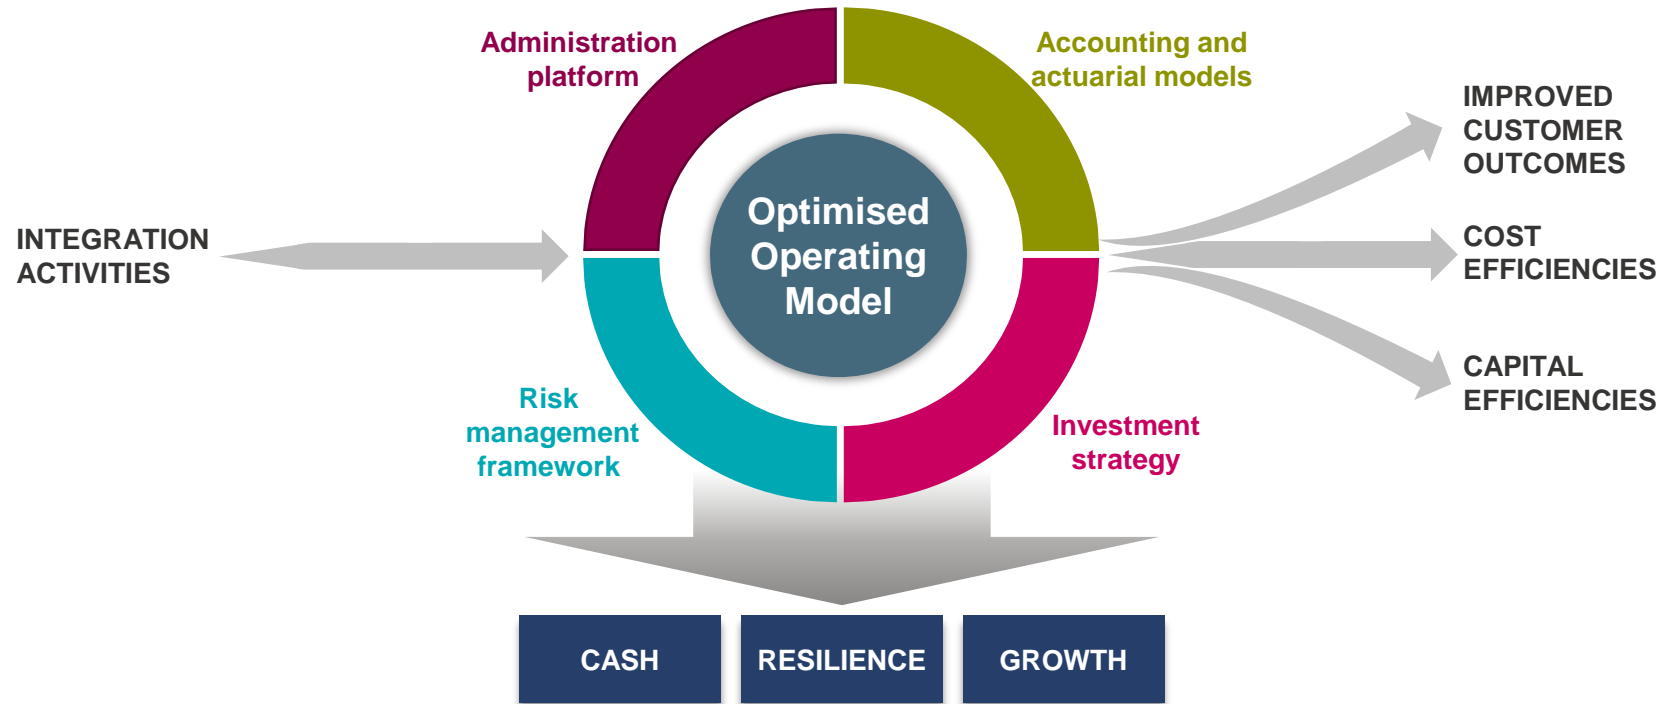 Administration
platform
Accounting and
actuarial models
INTEGRATION
ACTIVITIES
Optimised
Operating
Model
IMPROVED
CUSTOMER
OUTCOMES
COST
EFFICIENCIES
CAPITAL
EFFICIENCIES
Risk
management
framework
Investment
strategy
CASH
RESILIENCE
GROWTH